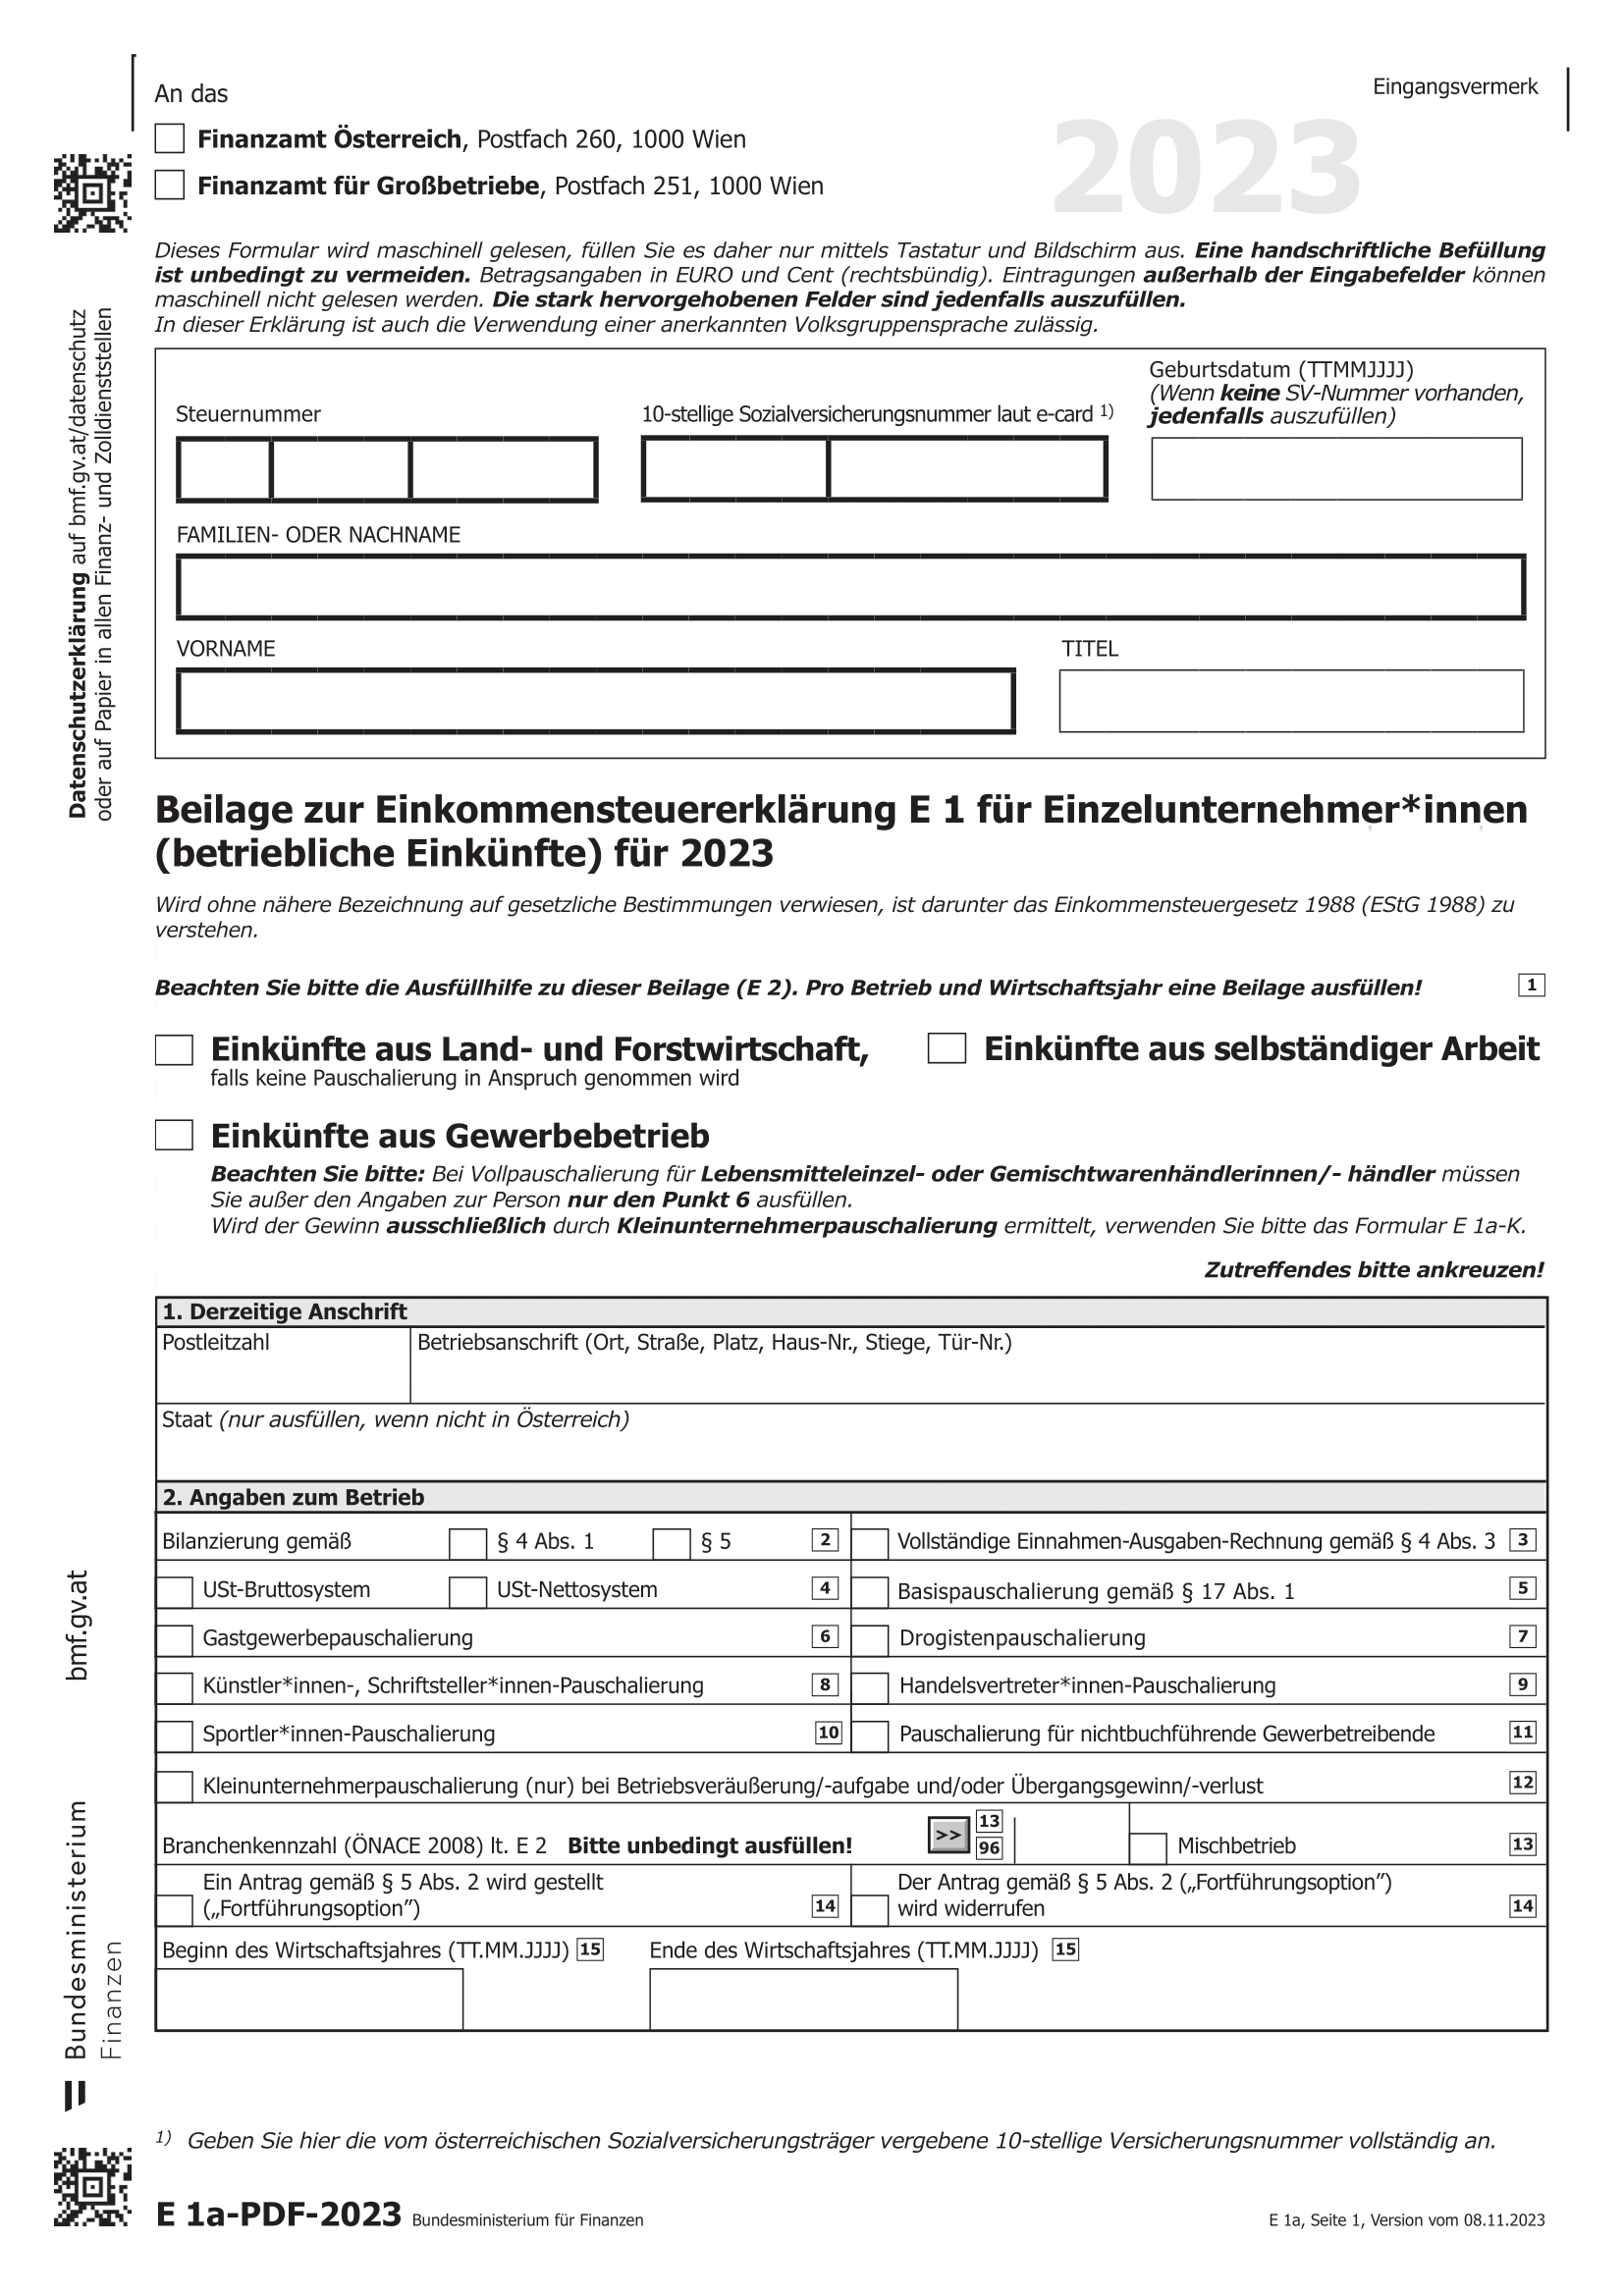 An das
Eingangsvermerk
Finanzamt Österreich, Postfach 260, 1000 Wien
Finanzamt für Großbetriebe, Postfach 251, 1000 Wien
2023
Dieses Formular wird maschinell gelesen, füllen Sie es daher nur mittels Tastatur und Bildschirm aus. Eine handschriftliche Befüllung
ist unbedingt zu vermeiden. Betragsangaben in EURO und Cent (rechtsbündig). Eintragungen außerhalb der Eingabefelder können
maschinell nicht gelesen werden. Die stark hervorgehobenen Felder sind jedenfalls auszufüllen.
In dieser Erklärung ist auch die Verwendung einer anerkannten Volksgruppensprache zulässig.
Datenschutzerklärung auf bmf.gv.at/datenschutz
oder auf Papier in allen Finanz- und Zolldienststellen
Steuernummer
10-stellige Sozialversicherungsnummer laut e-card 1)
Geburtsdatum (TTMMJJJJ)
(Wenn keine SV-Nummer vorhanden,
jedenfalls auszufüllen)
FAMILIEN- ODER NACHNAME
VORNAME
TITEL
Beilage zur Einkommensteuererklärung E 1 für Einzelunternehmer*innen
(betriebliche Einkünfte) für 2023
Wird ohne nähere Bezeichnung auf gesetzliche Bestimmungen verwiesen, ist darunter das Einkommensteuergesetz 1988 (EStG 1988) zu
verstehen.
Beachten Sie bitte die Ausfüllhilfe zu dieser Beilage (E 2). Pro Betrieb und Wirtschaftsjahr eine Beilage ausfüllen! 1
Einkünfte aus Land- und Forstwirtschaft,
falls keine Pauschalierung in Anspruch genommen wird
Einkünfte aus selbständiger Arbeit
Einkünfte aus Gewerbebetrieb
Beachten Sie bitte: Bei Vollpauschalierung für Lebensmitteleinzel- oder Gemischtwarenhändlerinnen/- händler müssen
Sie außer den Angaben zur Person nur den Punkt 6 ausfüllen.
Wird der Gewinn ausschließlich durch Kleinunternehmerpauschalierung ermittelt, verwenden Sie bitte das Formular E 1a-K.
Zutreffendes bitte ankreuzen!
1. Derzeitige Anschrift
Postleitzahl
Betriebsanschrift (Ort, Straße, Platz, Haus-Nr., Stiege, Tür-Nr.)
Staat (nur ausfüllen, wenn nicht in Österreich)
2. Angaben zum Betrieb
Bilanzierung gemäß § 4 Abs. 1 § 5 2
Vollständige Einnahmen-Ausgaben-Rechnung gemäß § 4 Abs. 3 3
USt-Bruttosystem USt-Nettosystem 4
Basispauschalierung gemäß § 17 Abs. 1 5
Gastgewerbepauschalierung 6
Drogistenpauschalierung 7
Künstler*innen-, Schriftsteller*innen-Pauschalierung 8
Handelsvertreter*innen-Pauschalierung 9
Sportler*innen-Pauschalierung 10
Pauschalierung für nichtbuchführende Gewerbetreibende 11
Kleinunternehmerpauschalierung (nur) bei Betriebsveräußerung/-aufgabe und/oder Übergangsgewinn/-verlust 12
Branchenkennzahl (ÖNACE 2008) lt. E 2 Bitte unbedingt ausfüllen! >> 13
96
Mischbetrieb 13
Ein Antrag gemäß § 5 Abs. 2 wird gestellt
(„Fortführungsoption”) 14
Der Antrag gemäß § 5 Abs. 2 („Fortführungsoption”)
wird widerrufen 14
Beginn des Wirtschaftsjahres (TT.MM.JJJJ) 15
Ende des Wirtschaftsjahres (TT.MM.JJJJ) 15
bmf.gv.at
Bundesministerium
Finanzen
1) Geben Sie hier die vom österreichischen Sozialversicherungsträger vergebene 10-stellige Versicherungsnummer vollständig an.
E 1a-PDF-2023 Bundesministerium für Finanzen
E 1a, Seite 1, Version vom 08.11.2023